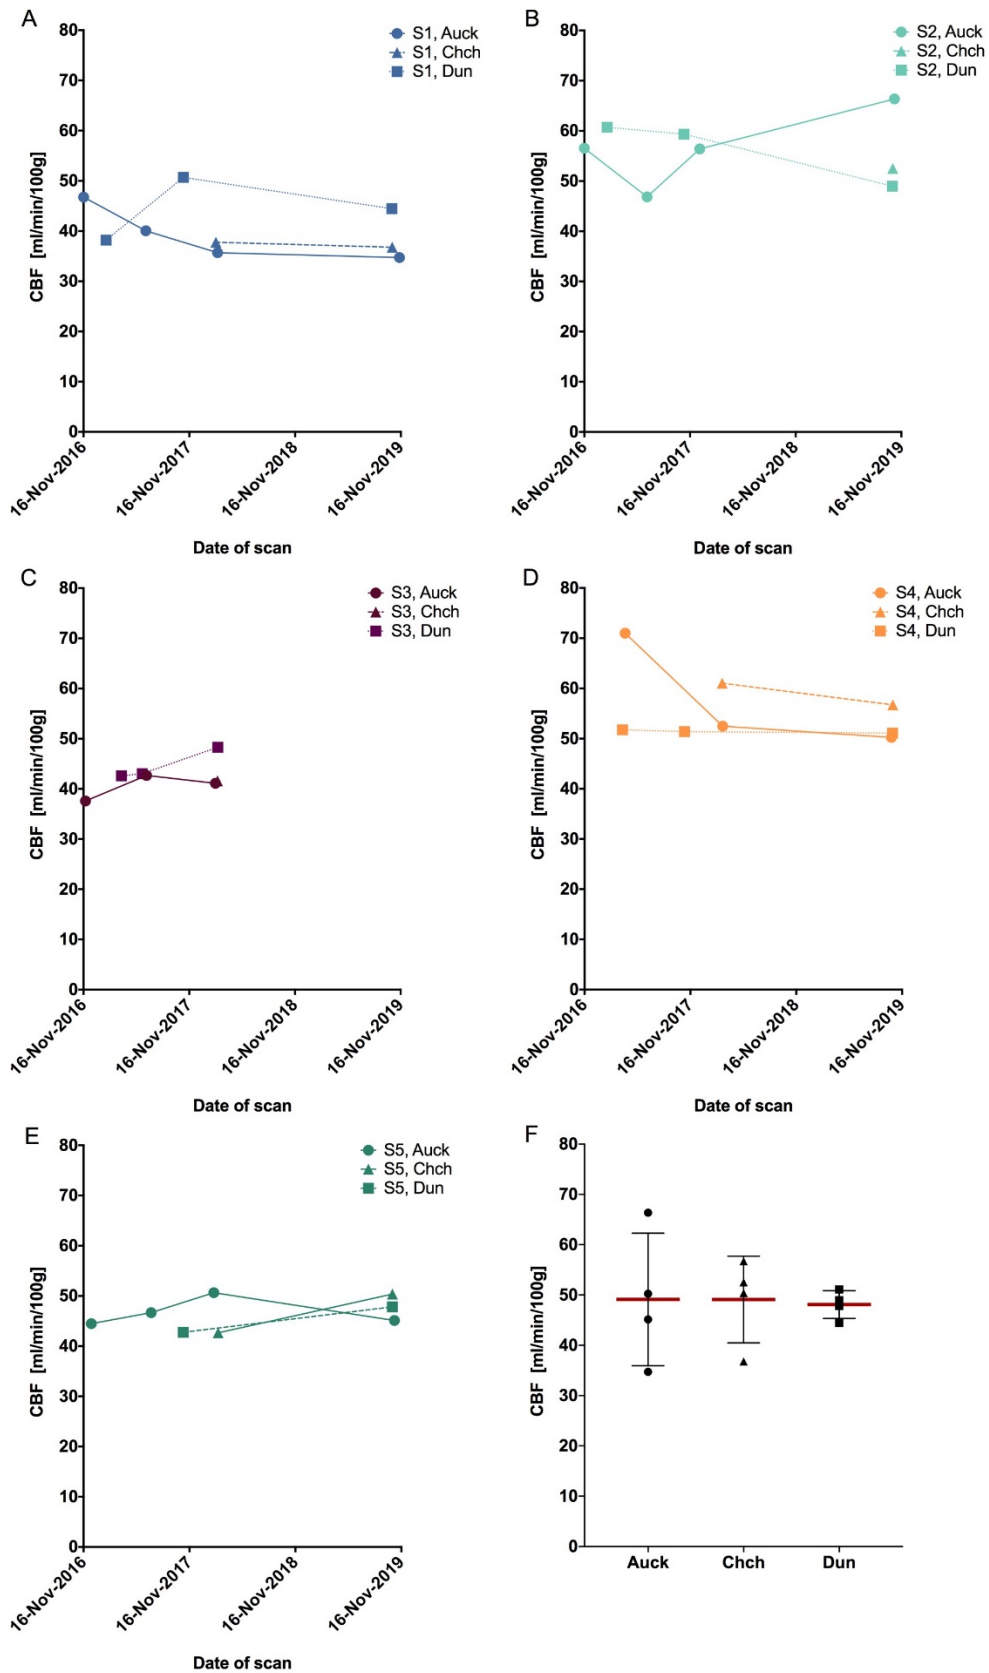 A
S1, Auck
S1, Chch
S1, Dun
80
70
60
50
40
30
20
10
0
CBF [ml/min/100g]
16-Nov-2016
16-Nov-2017
16-Nov-2018
16-Nov-2019
Date of scan
B
S2, Auck
S2, Chch
S2, Dun
80
70
60
50
40
30
20
10
0
CBF [ml/min/100g]
16-Nov-2016
16-Nov-2017
16-Nov-2018
16-Nov-2019
Date of scan
C
S3, Auck
S3, Chch
S3, Dun
80
70
60
50
40
30
20
10
0
CBF [ml/min/100g]
16-Nov-2016
16-Nov-2017
16-Nov-2018
16-Nov-2019
Date of scan
D
S4, Auck
S4, Chch
S4, Dun
80
70
60
50
40
30
20
10
0
CBF [ml/min/100g]
16-Nov-2016
16-Nov-2017
16-Nov-2018
16-Nov-2019
Date of scan
E
S5, Auck
S5, Chch
S5, Dun
80
70
60
50
40
30
20
10
0
CBF [ml/min/100g]
16-Nov-2016
16-Nov-2017
16-Nov-2018
16-Nov-2019
Date of scan
F
80
70
60
50
40
30
20
10
0
CBF [ml/min/100g]
Auck
Chch
Dun